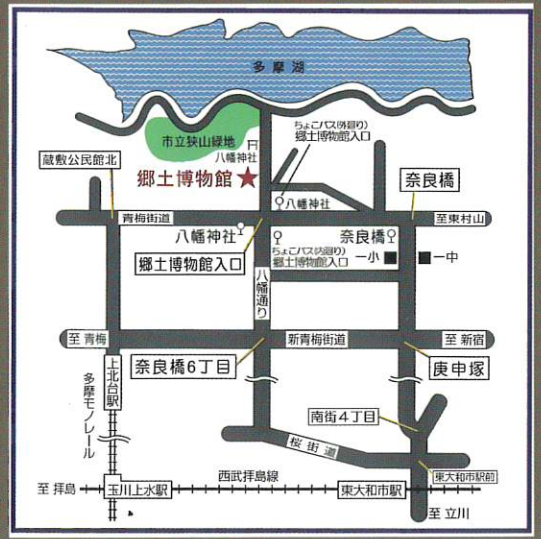 多摩湖
ちょこバス(外回り)
郷土博物館入口
市立狭山緑地
八幡神社
蔵敷公民館北
郷土博物館★
八幡神社
奈良橋
青梅街道
至東村山
八幡神社
奈良橋
郷土博物館入口
ちょこバス(内回り)
郷土博物館入口
一小
一中
八幡通り
至 青梅
新青梅街道
至 新宿
上北台駅
奈良橋6丁目
庚申塚
多摩モノレール
南街4丁目
桜街道
東大和市駅前
西武拝島線
至 拝島
玉川上水駅
東大和市駅
至 立川